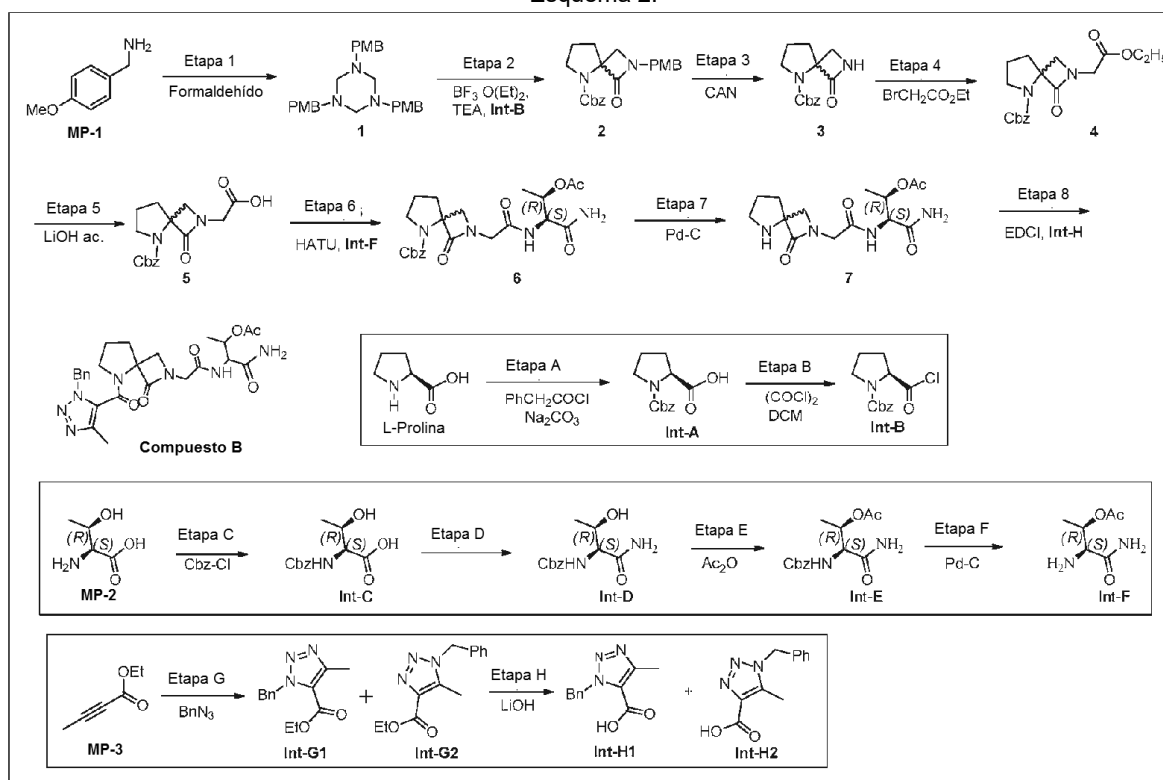 Esquema 2.
NH₂
MeO
MP-1
Etapa 1
Formaldehído
PMB
N
N
N
PMB
PMB
1
Etapa 2
BF₃ O(Et)₂,
TEA, Int-B
N-PMB
N
Cbz
O
2
Etapa 3
CAN
NH
N
Cbz
O
3
Etapa 4
BrCH₂CO₂Et
O
OC₂H₅
N
N
Cbz
O
4
Etapa 5
LiOH ac.
O
OH
N
N
Cbz
O
5
Etapa 6
HATU, Int-F
OAc
(R)
(S)
NH₂
O
N
H
O
N
N
Cbz
O
6
Etapa 7
Pd-C
OAc
(R)
(S)
NH₂
O
N
H
O
N
N
H
O
7
Etapa 8
EDCI, Int-H
OAc
H
N
NH₂
O
O
N
N
Bn
N
O
O
N=N
Compuesto B
N
H
OH
O
L-Prolina
Etapa A
PhCH₂COCl
Na₂CO₃
N
Cbz
OH
O
Int-A
Etapa B
(COCl)₂
DCM
N
Cbz
Cl
O
Int-B
OH
(R)
(S)
OH
H₂N
O
MP-2
Etapa C
Cbz-Cl
OH
(R)
(S)
OH
CbzHN
O
Int-C
Etapa D
OH
(R)
(S)
NH₂
CbzHN
O
Int-D
Etapa E
Ac₂O
OAc
(R)
(S)
NH₂
CbzHN
O
Int-E
Etapa F
Pd-C
OAc
(R)
(S)
NH₂
H₂N
O
Int-F
EtO
O
MP-3
Etapa G
BnN₃
N=N
N
Bn
O
EtO
Int-G1
+
Ph
N
N
N
EtO
O
Int-G2
Etapa H
LiOH
N=N
N
Bn
O
HO
Int-H1
+
Ph
N
N
N
HO
O
Int-H2